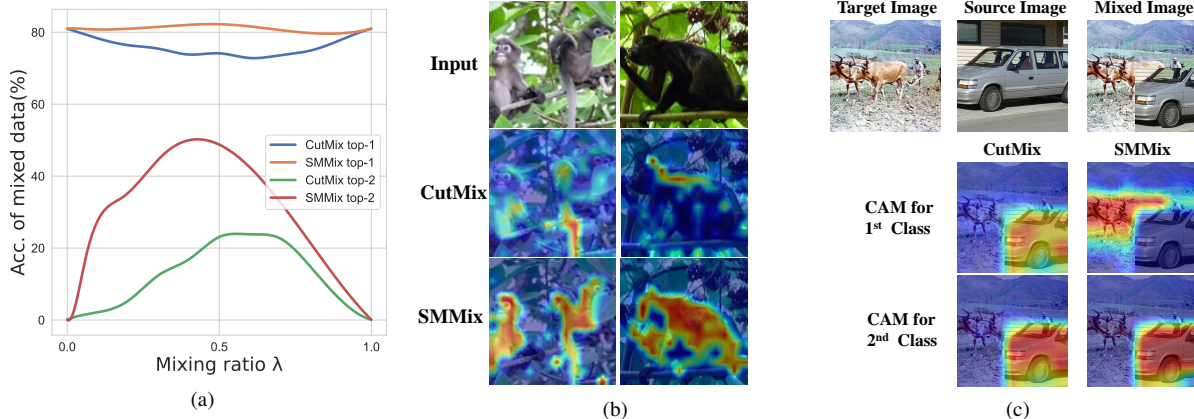 Acc. of mixed data(%)
80
60
40
20
0
0.0
0.5
1.0
Mixing ratio λ
CutMix top-1
SMMix top-1
CutMix top-2
SMMix top-2
(a)
Input
CutMix
SMMix
(b)
Target Image Source Image Mixed Image
CutMix SMMix
CAM for
1st Class
CAM for
2nd Class
(c)